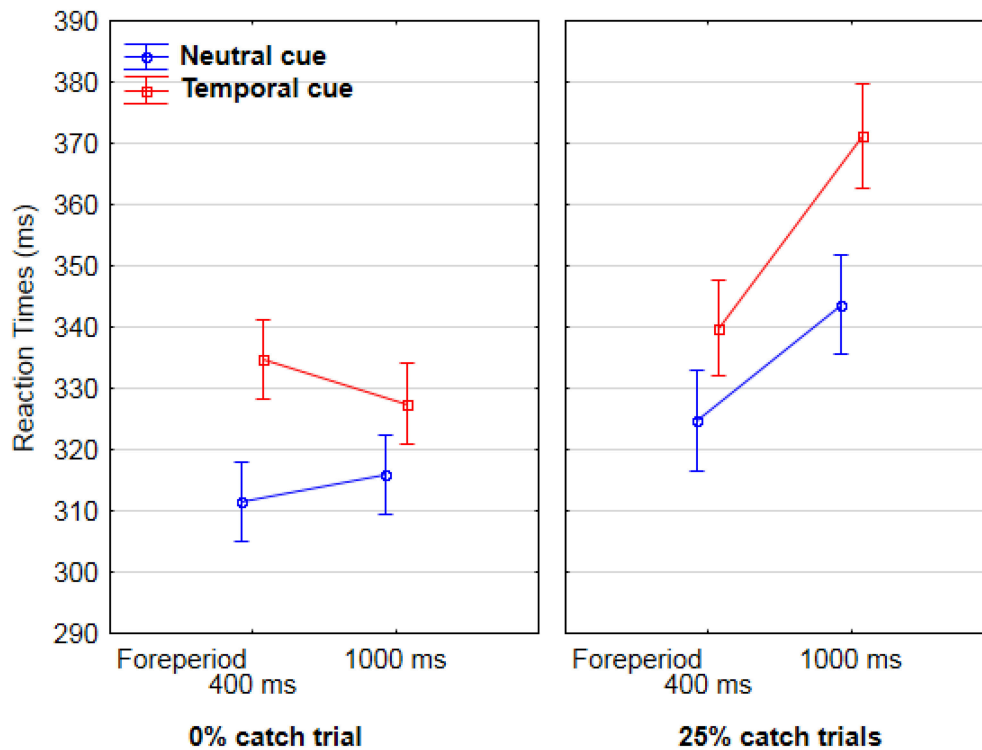 390
380
370
360
350
340
330
320
310
300
290
Reaction Times (ms)
Neutral cue
Temporal cue
Foreperiod
400 ms
1000 ms
0% catch trial
Foreperiod
400 ms
1000 ms
25% catch trials